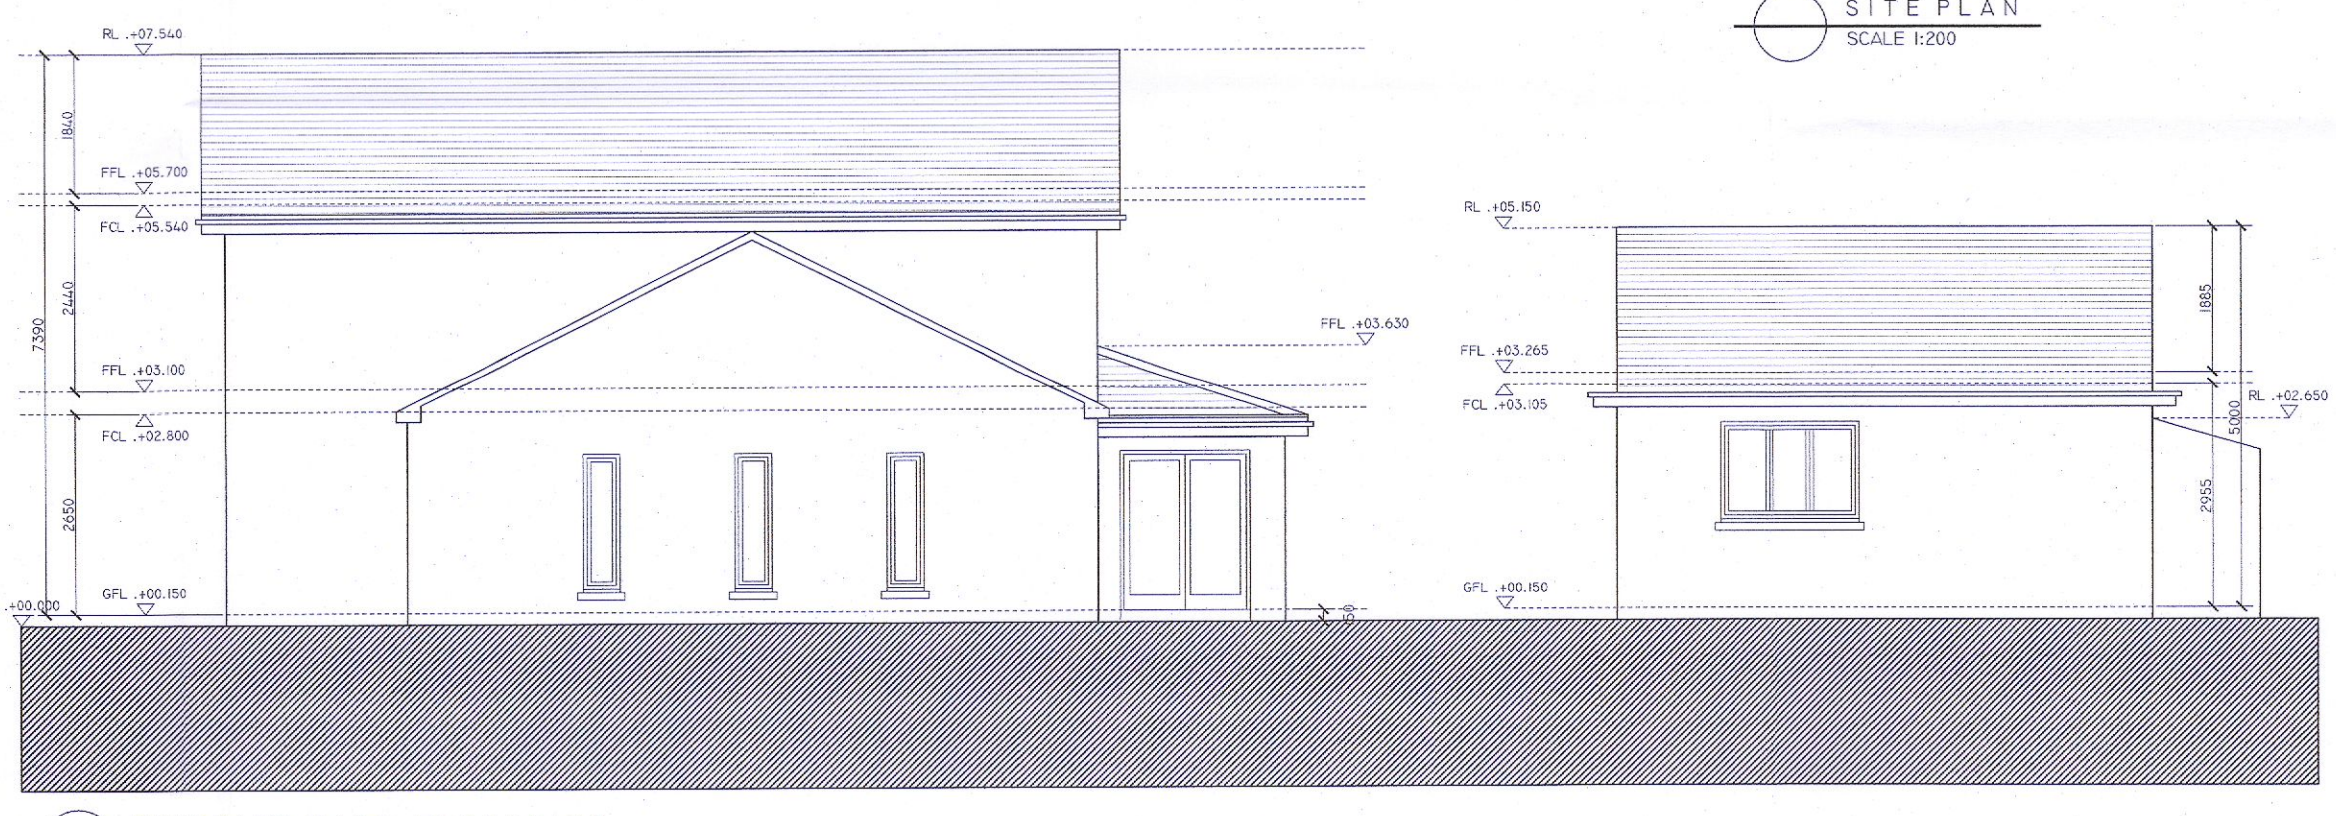 SITE PLAN
SCALE 1:200
RL .+07.540
1840
FFL .+05.700
FCL .+05.540
2440
7390
FFL .+03.100
FCL .+02.800
2650
GFL .+00.150
.+00.000
FFL .+03.630
RL .+05.150
FFL .+03.265
FCL .+03.105
GFL .+00.150
1885
5000
RL .+02.650
2955